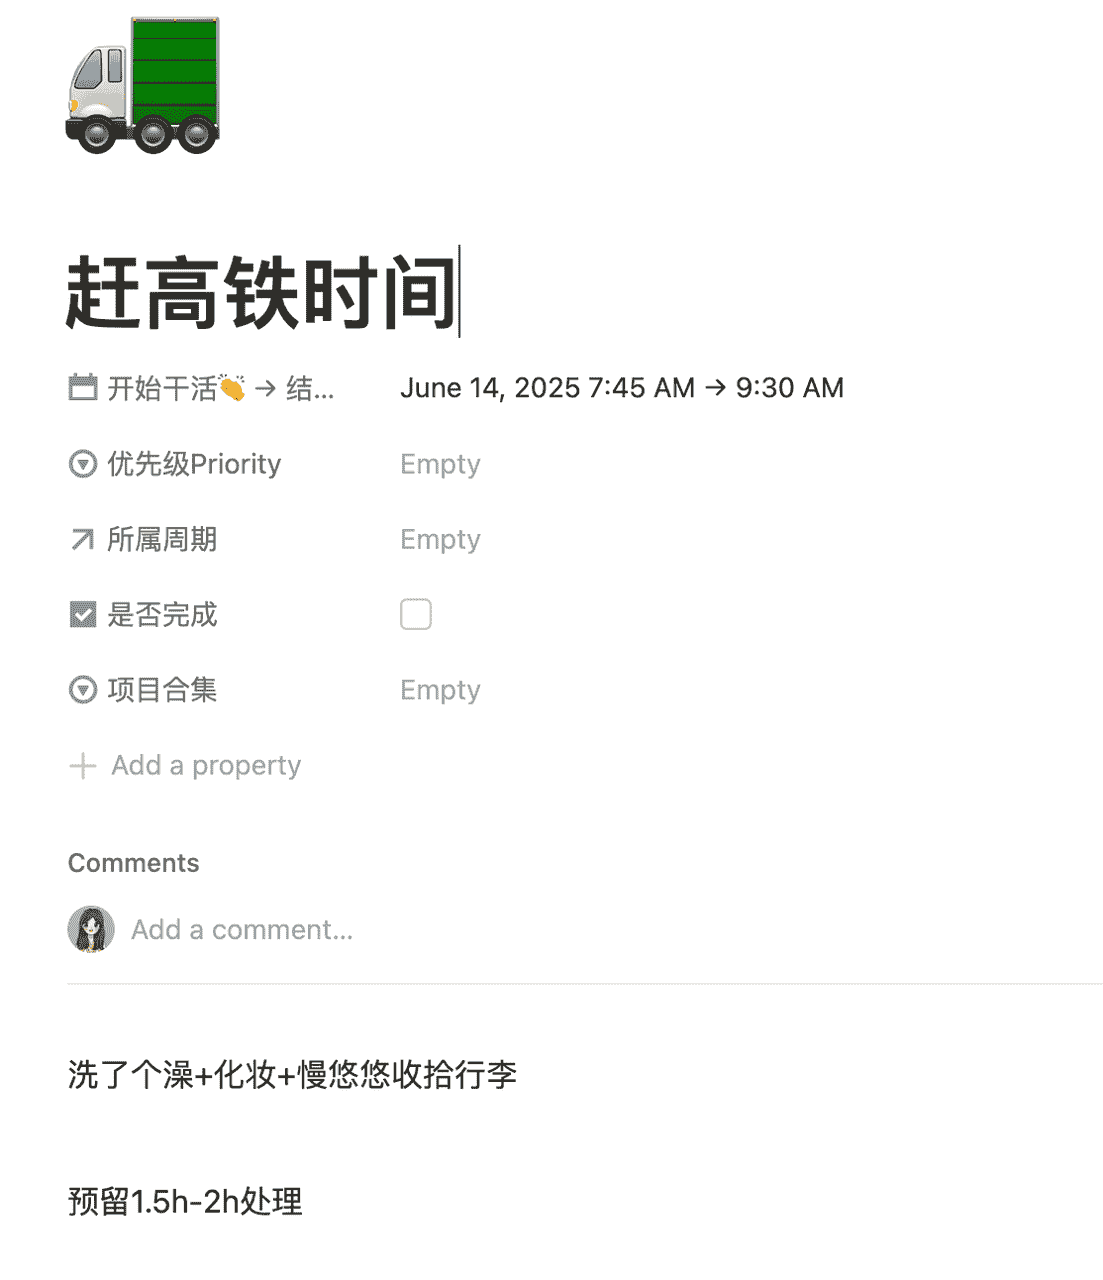 赶高铁时间
开始干活👏 → 结... June 14, 2025 7:45 AM → 9:30 AM
优先级Priority Empty
所属周期 Empty
是否完成
项目合集 Empty
Add a property
Comments
Add a comment...
洗了个澡+化妆+慢悠悠收拾行李
预留1.5h-2h处理